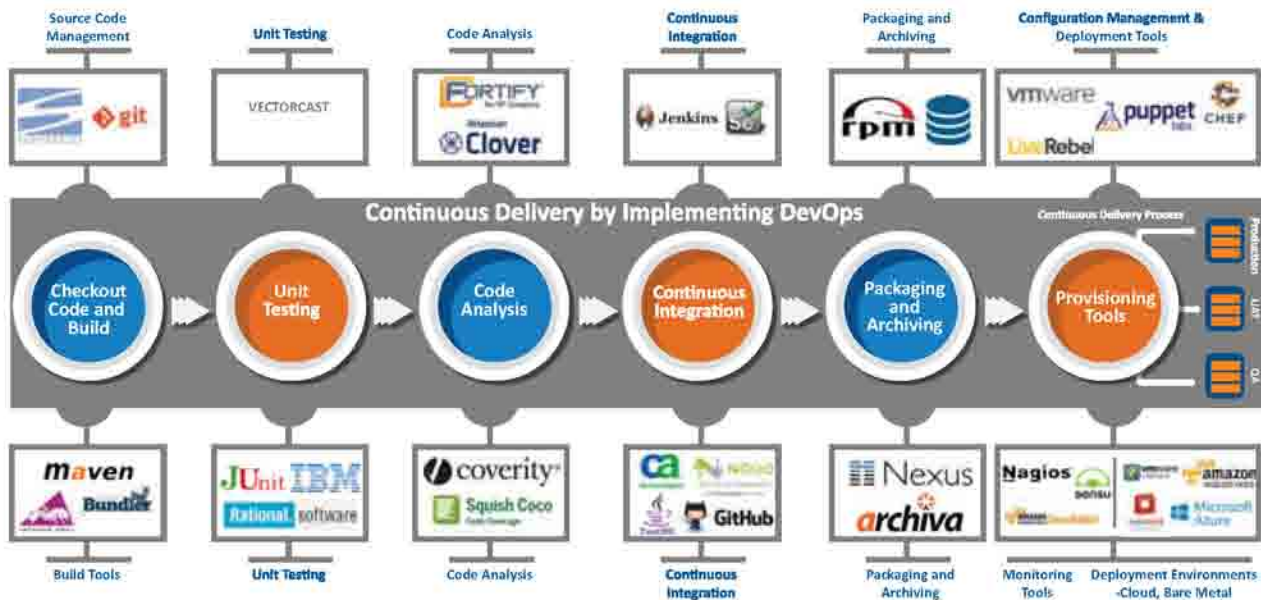 Source Code
Management
Unit Testing
Code Analysis
Continuous
Integration
Packaging and
Archiving
Configuration Management &
Deployment Tools
git
VECTORCAST
FORTIFY
Clover
Jenkins
rpm
vmware
puppet
labs
CHEF
LiveRebel
Continuous Delivery by Implementing DevOps
Continuous Delivery Process
Checkout
Code and
Build
Unit
Testing
Code
Analysis
Continuous
Integration
Packaging
and
Archiving
Provisioning
Tools
Production
UAT
QA
maven
Bundler
JUnit
IBM
Rational software
coverity
Squish Coco
Code Coverage
ca
GitHub
Nexus
archiva
Nagios
sensu
amazon
Microsoft
Azure
Build Tools
Unit Testing
Code Analysis
Continuous
Integration
Packaging and
Archiving
Monitoring
Tools
Deployment Environments
-Cloud, Bare Metal